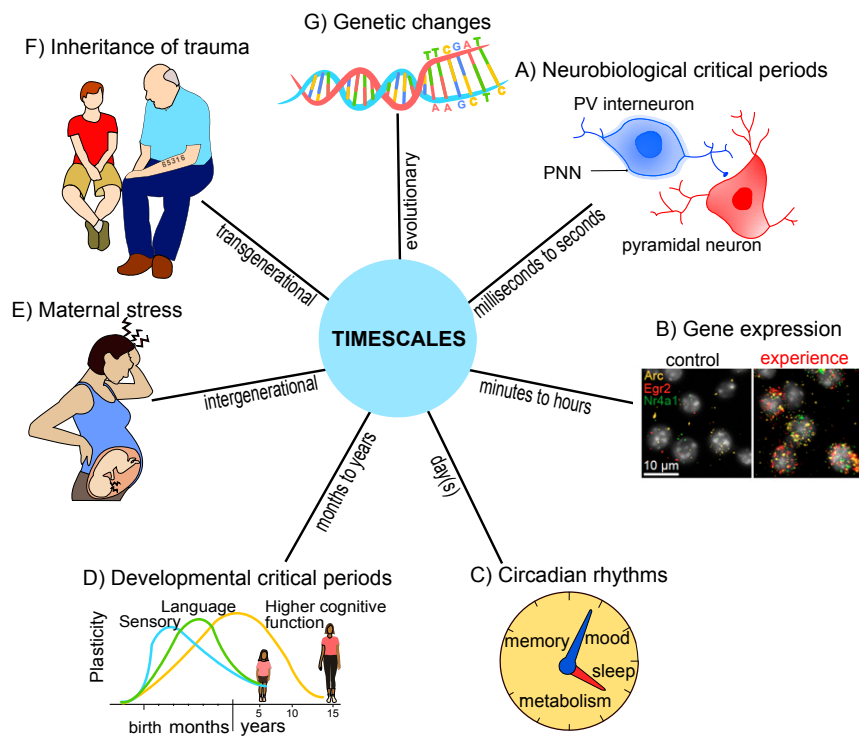 G) Genetic changes
TTCGAT
AAGCTC
F) Inheritance of trauma
65316
A) Neurobiological critical periods
PV interneuron
PNN
pyramidal neuron
evolutionary
transgenerational
milliseconds to seconds
TIMESCALES
E) Maternal stress
intergenerational
minutes to hours
B) Gene expression
control
experience
Arc
Egr2
Nr4a1
10 µm
months to years
day(s)
D) Developmental critical periods
Language
Higher cognitive
Sensory
function
Plasticity
5
10
15
birth months
years
C) Circadian rhythms
memory
mood
sleep
metabolism